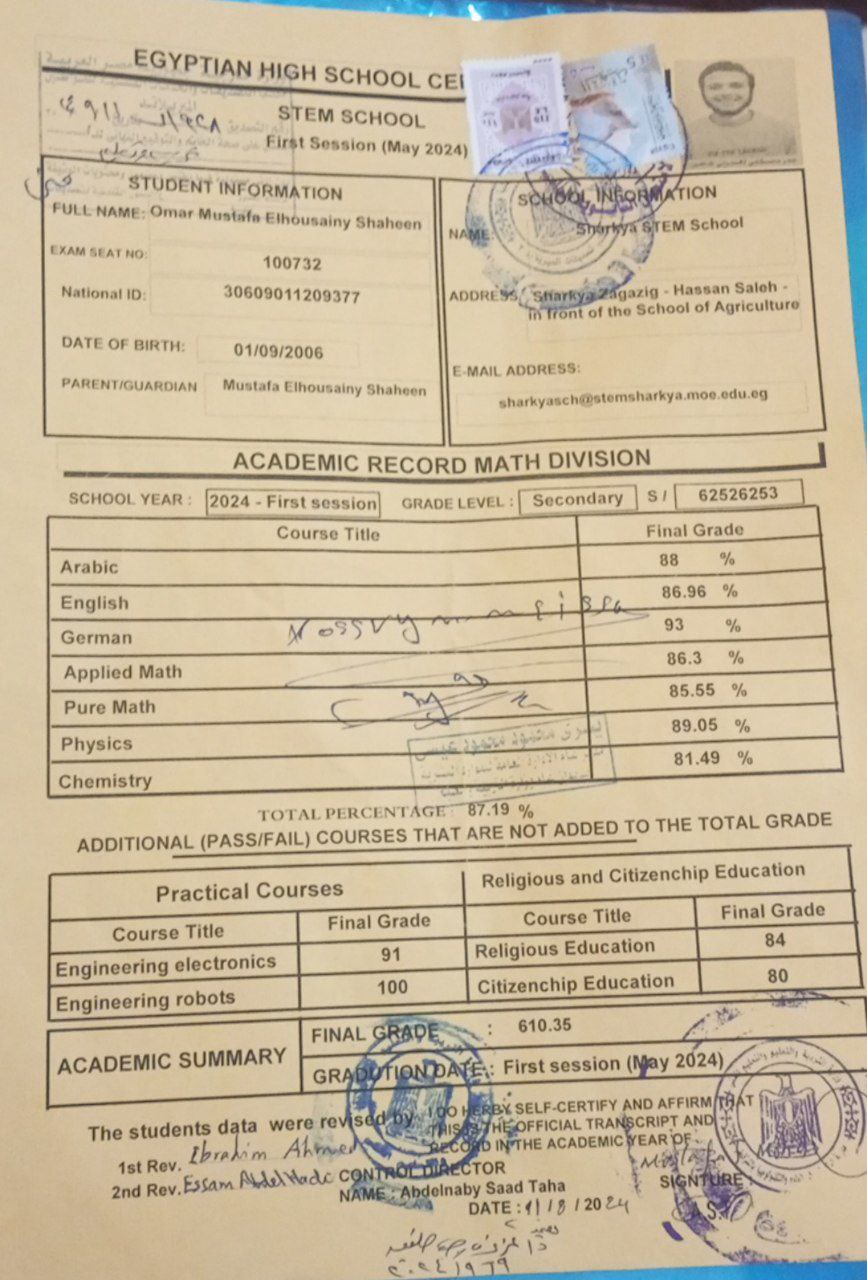 EGYPTIAN HIGH SCHOOL CE
STEM SCHOOL
First Session (May 2024)
STUDENT INFORMATION
FULL NAME: Omar Mustafa Elhousainy Shaheen
EXAM SEAT NO: 100732
National ID: 30609011209377
DATE OF BIRTH: 01/09/2006
PARENT/GUARDIAN Mustafa Elhousainy Shaheen
SCHOOL INFORMATION
NAME: Sharkya STEM School
ADDRESS: Sharkya Zagazig - Hassan Saleh -
in front of the School of Agriculture
E-MAIL ADDRESS:
sharkyasch@stemsharkya.moe.edu.eg
ACADEMIC RECORD MATH DIVISION
SCHOOL YEAR : 2024 - First session GRADE LEVEL : Secondary S / 62526253
Course Title Final Grade
Arabic 88 %
English 86.96 %
German 93 %
Applied Math 86.3 %
Pure Math 85.55 %
Physics 89.05 %
Chemistry 81.49 %
TOTAL PERCENTAGE : 87.19 %
ADDITIONAL (PASS/FAIL) COURSES THAT ARE NOT ADDED TO THE TOTAL GRADE
Practical Courses Religious and Citizenchip Education
Course Title Final Grade Course Title Final Grade
Engineering electronics 91 Religious Education 84
Engineering robots 100 Citizenchip Education 80
ACADEMIC SUMMARY
FINAL GRADE : 610.35
GRADUTION DATE : First session (May 2024)
The students data were revised by
1st Rev. Ibrahim Ahmed
2nd Rev. Essam Abdel
I DO HERBY SELF-CERTIFY AND AFFIRM THAT
THIS IS THE OFFICIAL TRANSCRIPT AND
RECORD IN THE ACADEMIC YEAR OF
CONTROL DIRECTOR
NAME : Abdelnaby Saad Taha
SIGNTURE :
DATE : 11/8/2024